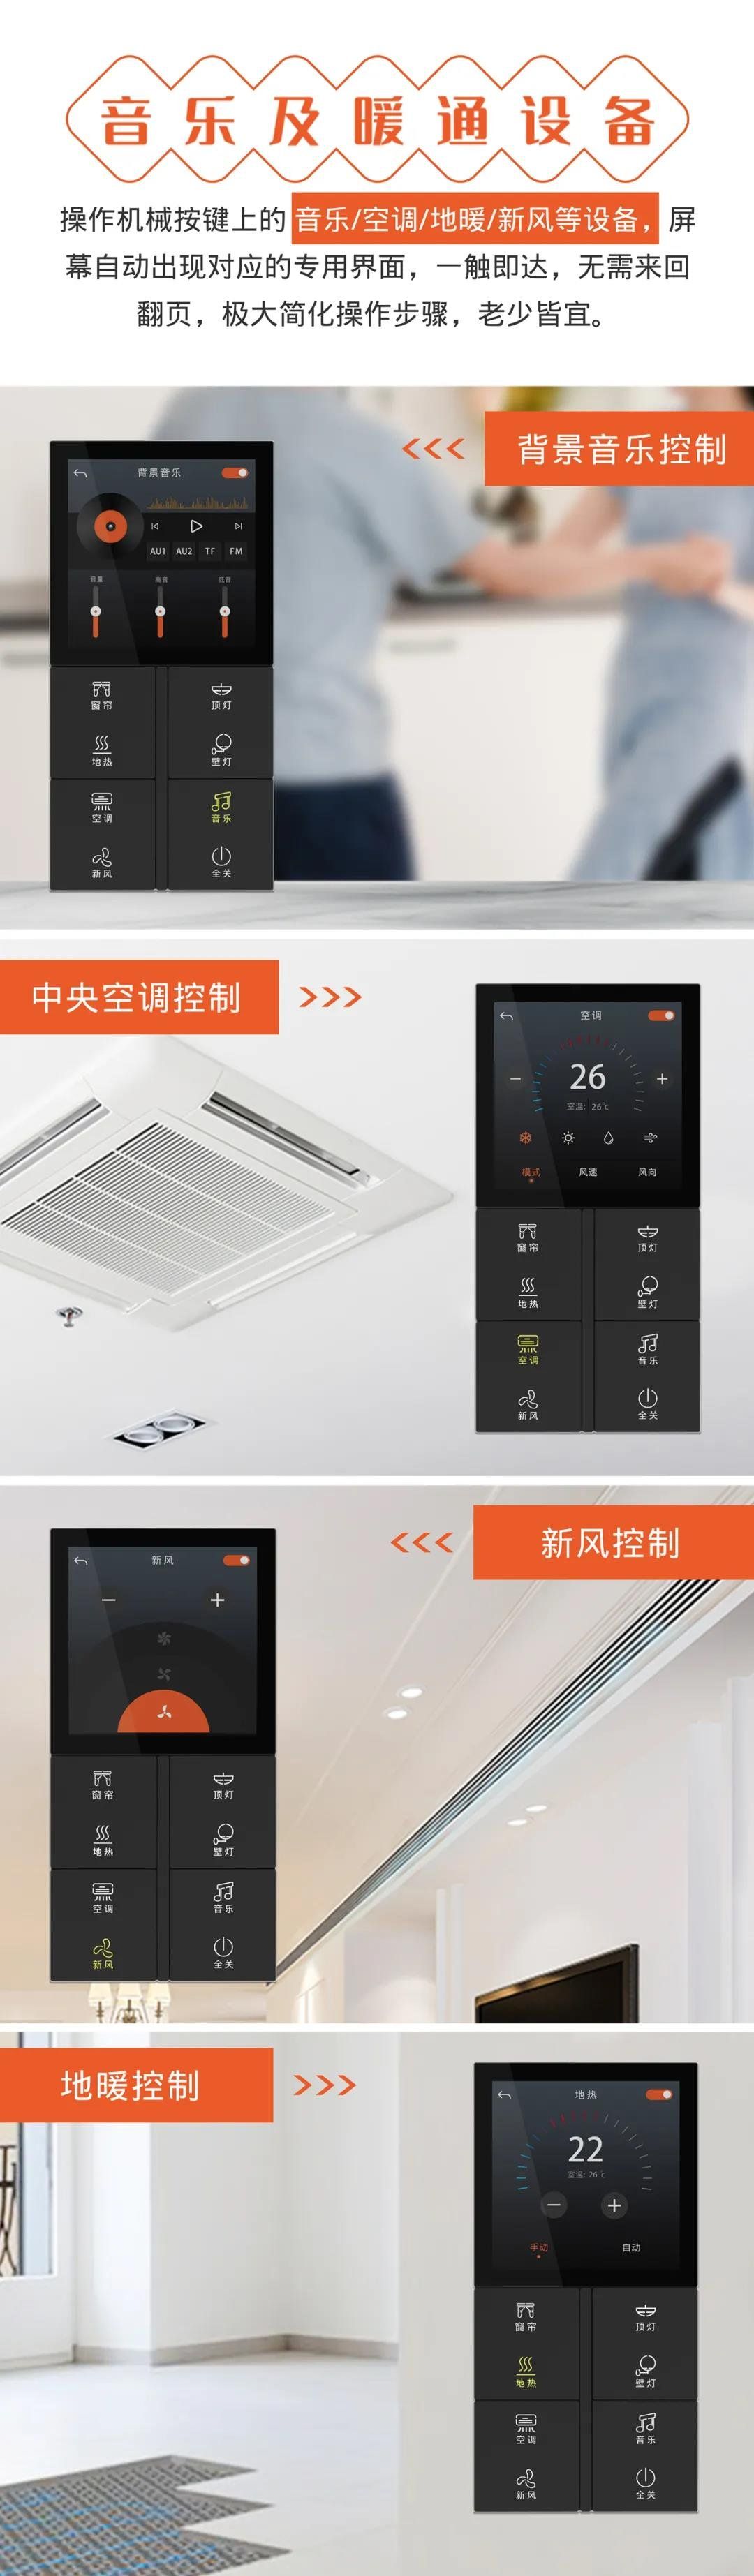 音乐及暖通设备
操作机械按键上的 音乐/空调/地暖/新风等设备，屏
幕自动出现对应的专用界面，一触即达，无需来回
翻页，极大简化操作步骤，老少皆宜。
背景音乐控制
背景音乐
AU1 AU2 TF FM
音量 高音 低音
窗帘 顶灯
地热 壁灯
空调 音乐
新风 全关
中央空调控制
空调
26
室温: 26℃
模式 风速 风向
窗帘 顶灯
地热 壁灯
空调 音乐
新风 全关
新风控制
新风
窗帘 顶灯
地热 壁灯
空调 音乐
新风 全关
地暖控制
地热
22
室温: 26℃
手动 自动
窗帘 顶灯
地热 壁灯
空调 音乐
新风 全关